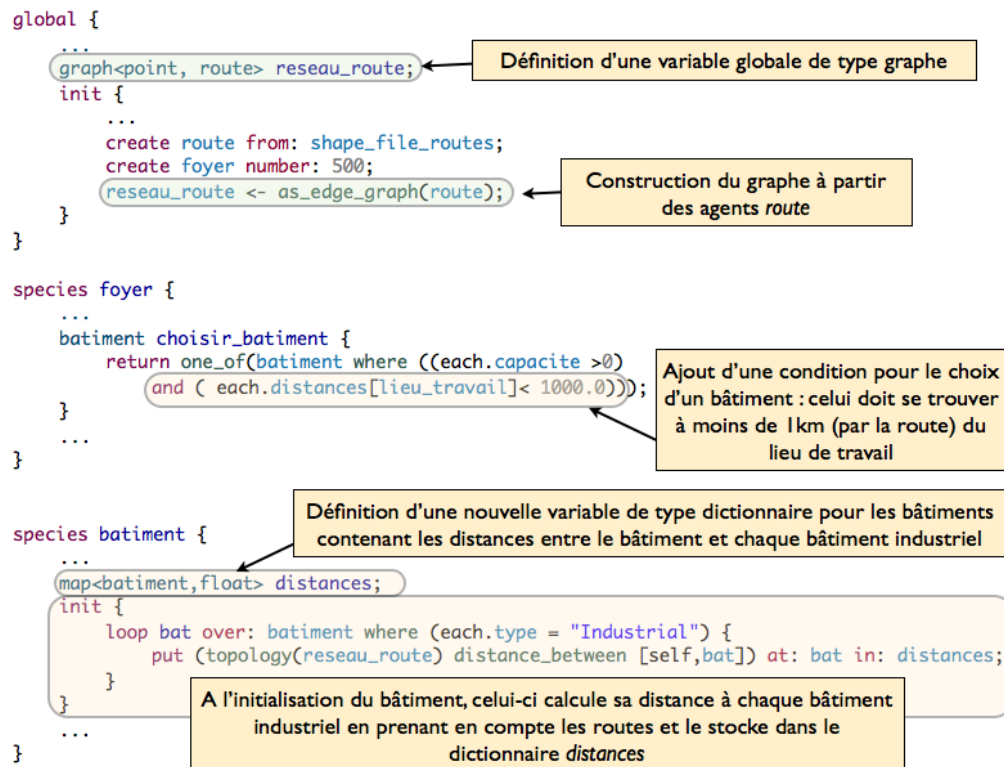 global {
...
graph<point, route> reseau_route;
Définition d'une variable globale de type graphe
init {
...
create route from: shape_file_routes;
create foyer number: 500;
reseau_route <- as_edge_graph(route);
Construction du graphe à partir
des agents route
}
}
species foyer {
...
batiment choisir_batiment {
return one_of(batiment where ((each.capacite >0)
and ( each.distances[lieu_travail]< 1000.0)));
Ajout d'une condition pour le choix
d'un bâtiment : celui doit se trouver
à moins de 1km (par la route) du
lieu de travail
}
...
}
Définition d'une nouvelle variable de type dictionnaire pour les bâtiments
contenant les distances entre le bâtiment et chaque bâtiment industriel
species batiment {
...
map<batiment,float> distances;
init {
loop bat over: batiment where (each.type = "Industrial") {
put (topology(reseau_route) distance_between [self,bat]) at: bat in: distances;
}
}
A l'initialisation du bâtiment, celui-ci calcule sa distance à chaque bâtiment
industriel en prenant en compte les routes et le stocke dans le
dictionnaire distances
...
}